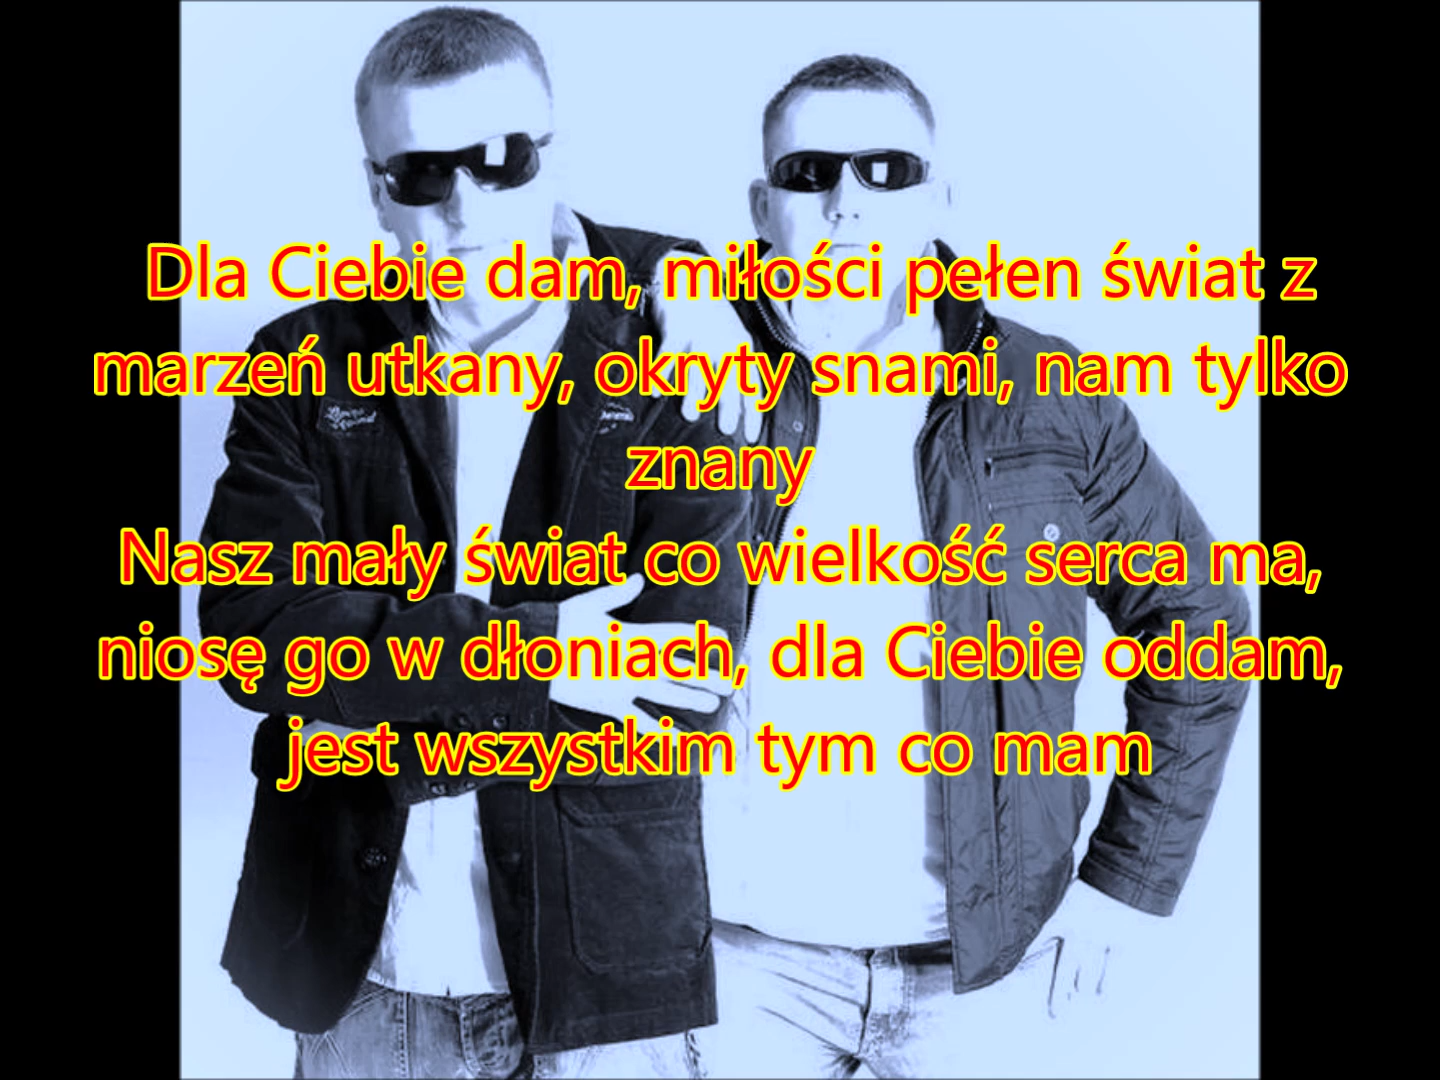 Dla Ciebie dam, miłości pełen świat z
marzeń utkany, okryty snami, nam tylko
znany
Nasz mały świat co wielkość serca ma,
niosę go w dłoniach, dla Ciebie oddam,
jest wszystkim tym co mam